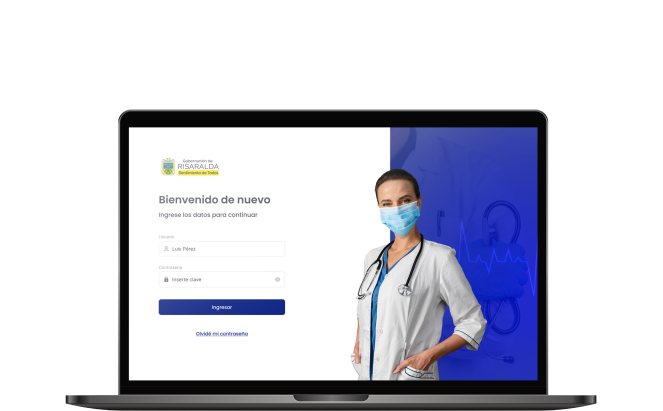 Gobernación de
RISARALDA
Sentimiento de Todos
Bienvenido de nuevo
Ingrese los datos para continuar
Usuario
Luis Pérez
Contraseña
Inserte clave
Ingresar
Olvidé mi contraseña